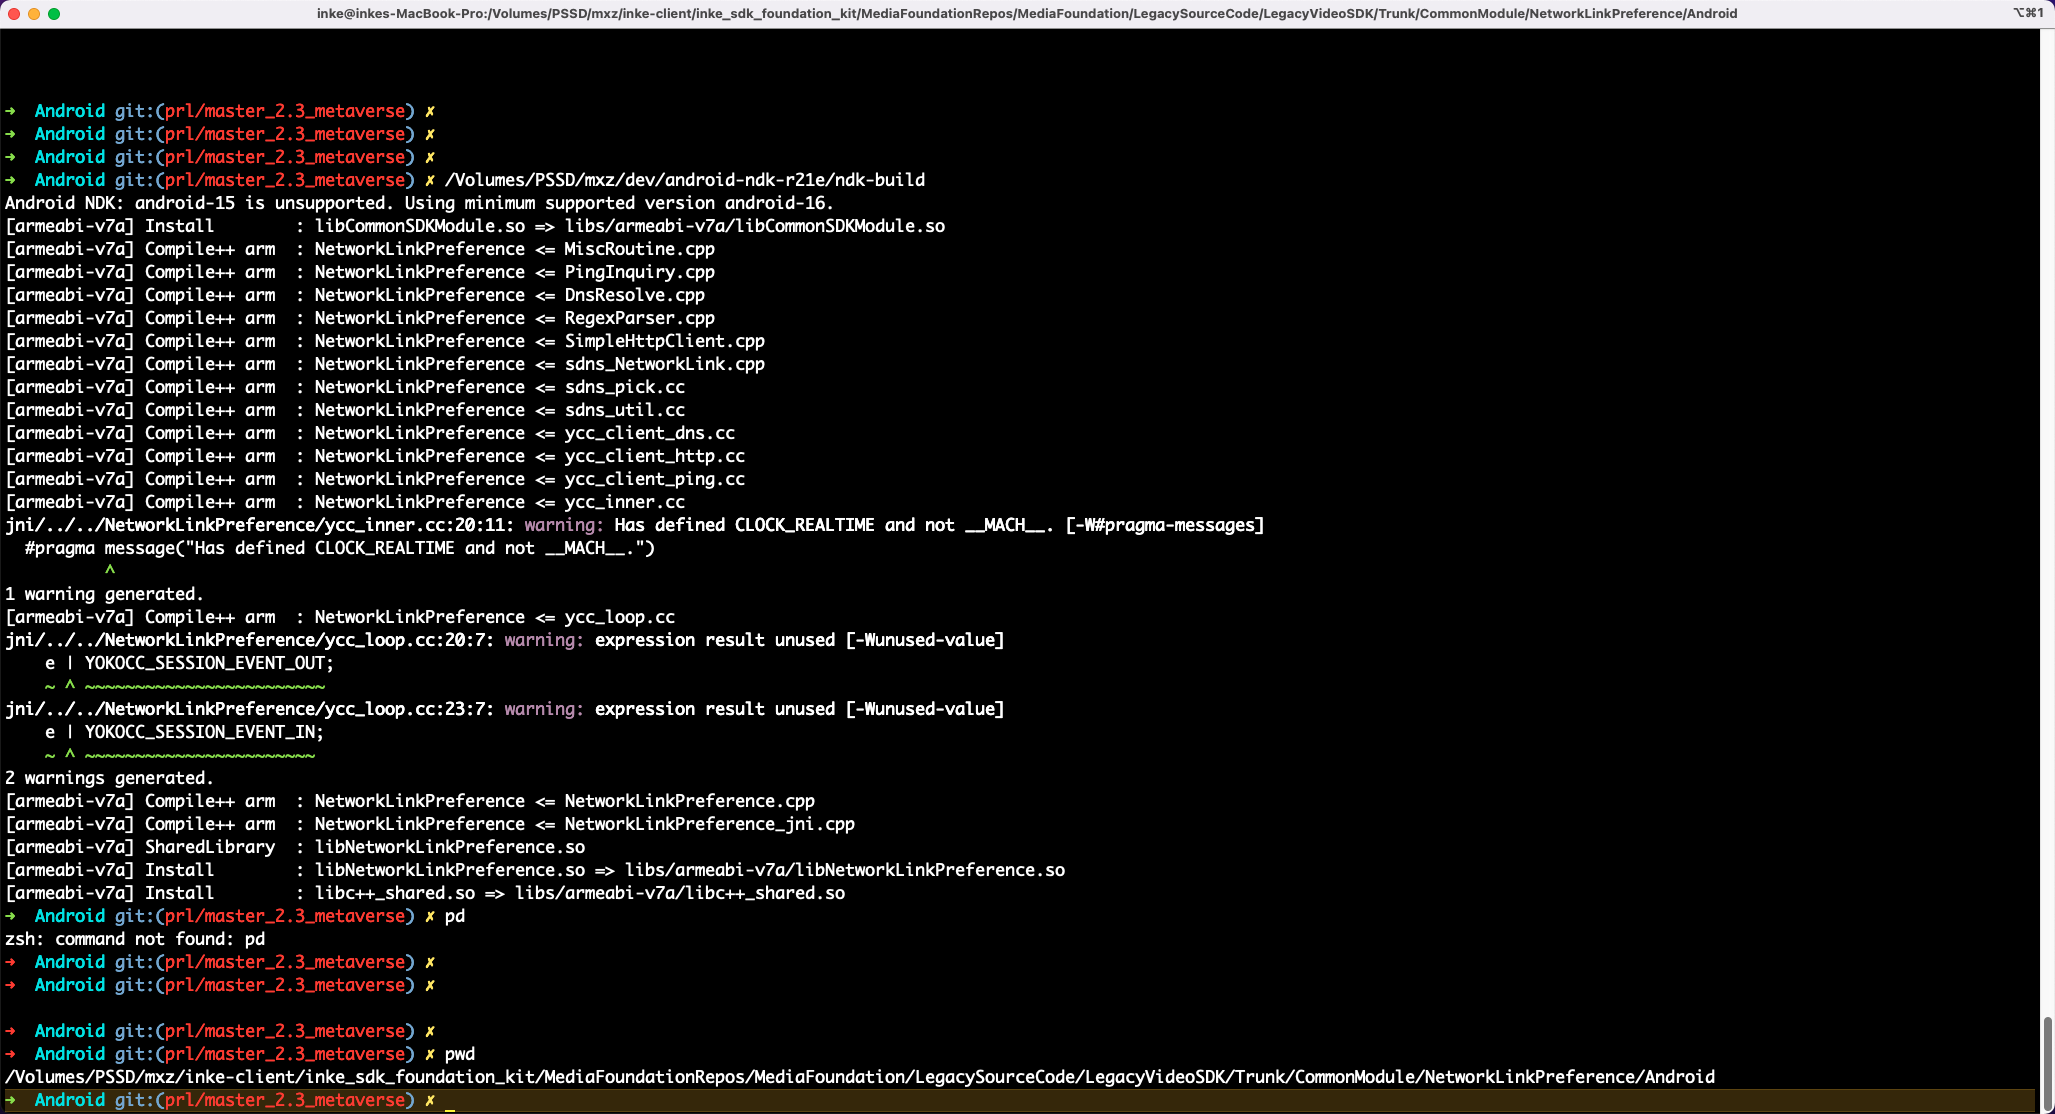 inke@inkes-MacBook-Pro:/Volumes/PSSD/mxz/inke-client/inke_sdk_foundation_kit/MediaFoundationRepos/MediaFoundation/LegacySourceCode/LegacyVideoSDK/Trunk/CommonModule/NetworkLinkPreference/Android ⌥⌘1
➜  Android git:(prl/master_2.3_metaverse) ✗
➜  Android git:(prl/master_2.3_metaverse) ✗
➜  Android git:(prl/master_2.3_metaverse) ✗
➜  Android git:(prl/master_2.3_metaverse) ✗ /Volumes/PSSD/mxz/dev/android-ndk-r21e/ndk-build
Android NDK: android-15 is unsupported. Using minimum supported version android-16.
[armeabi-v7a] Install        : libCommonSDKModule.so => libs/armeabi-v7a/libCommonSDKModule.so
[armeabi-v7a] Compile++ arm  : NetworkLinkPreference <= MiscRoutine.cpp
[armeabi-v7a] Compile++ arm  : NetworkLinkPreference <= PingInquiry.cpp
[armeabi-v7a] Compile++ arm  : NetworkLinkPreference <= DnsResolve.cpp
[armeabi-v7a] Compile++ arm  : NetworkLinkPreference <= RegexParser.cpp
[armeabi-v7a] Compile++ arm  : NetworkLinkPreference <= SimpleHttpClient.cpp
[armeabi-v7a] Compile++ arm  : NetworkLinkPreference <= sdns_NetworkLink.cpp
[armeabi-v7a] Compile++ arm  : NetworkLinkPreference <= sdns_pick.cc
[armeabi-v7a] Compile++ arm  : NetworkLinkPreference <= sdns_util.cc
[armeabi-v7a] Compile++ arm  : NetworkLinkPreference <= ycc_client_dns.cc
[armeabi-v7a] Compile++ arm  : NetworkLinkPreference <= ycc_client_http.cc
[armeabi-v7a] Compile++ arm  : NetworkLinkPreference <= ycc_client_ping.cc
[armeabi-v7a] Compile++ arm  : NetworkLinkPreference <= ycc_inner.cc
jni/../../NetworkLinkPreference/ycc_inner.cc:20:11: warning: Has defined CLOCK_REALTIME and not __MACH__. [-W#pragma-messages]
  #pragma message("Has defined CLOCK_REALTIME and not __MACH__.")
          ^
1 warning generated.
[armeabi-v7a] Compile++ arm  : NetworkLinkPreference <= ycc_loop.cc
jni/../../NetworkLinkPreference/ycc_loop.cc:20:7: warning: expression result unused [-Wunused-value]
    e | YOKOCC_SESSION_EVENT_OUT;
    ~ ^ ~~~~~~~~~~~~~~~~~~~~~~~~
jni/../../NetworkLinkPreference/ycc_loop.cc:23:7: warning: expression result unused [-Wunused-value]
    e | YOKOCC_SESSION_EVENT_IN;
    ~ ^ ~~~~~~~~~~~~~~~~~~~~~~~
2 warnings generated.
[armeabi-v7a] Compile++ arm  : NetworkLinkPreference <= NetworkLinkPreference.cpp
[armeabi-v7a] Compile++ arm  : NetworkLinkPreference <= NetworkLinkPreference_jni.cpp
[armeabi-v7a] SharedLibrary  : libNetworkLinkPreference.so
[armeabi-v7a] Install        : libNetworkLinkPreference.so => libs/armeabi-v7a/libNetworkLinkPreference.so
[armeabi-v7a] Install        : libc++_shared.so => libs/armeabi-v7a/libc++_shared.so
➜  Android git:(prl/master_2.3_metaverse) ✗ pd
zsh: command not found: pd
➜  Android git:(prl/master_2.3_metaverse) ✗
➜  Android git:(prl/master_2.3_metaverse) ✗
➜  Android git:(prl/master_2.3_metaverse) ✗
➜  Android git:(prl/master_2.3_metaverse) ✗ pwd
/Volumes/PSSD/mxz/inke-client/inke_sdk_foundation_kit/MediaFoundationRepos/MediaFoundation/LegacySourceCode/LegacyVideoSDK/Trunk/CommonModule/NetworkLinkPreference/Android
➜  Android git:(prl/master_2.3_metaverse) ✗